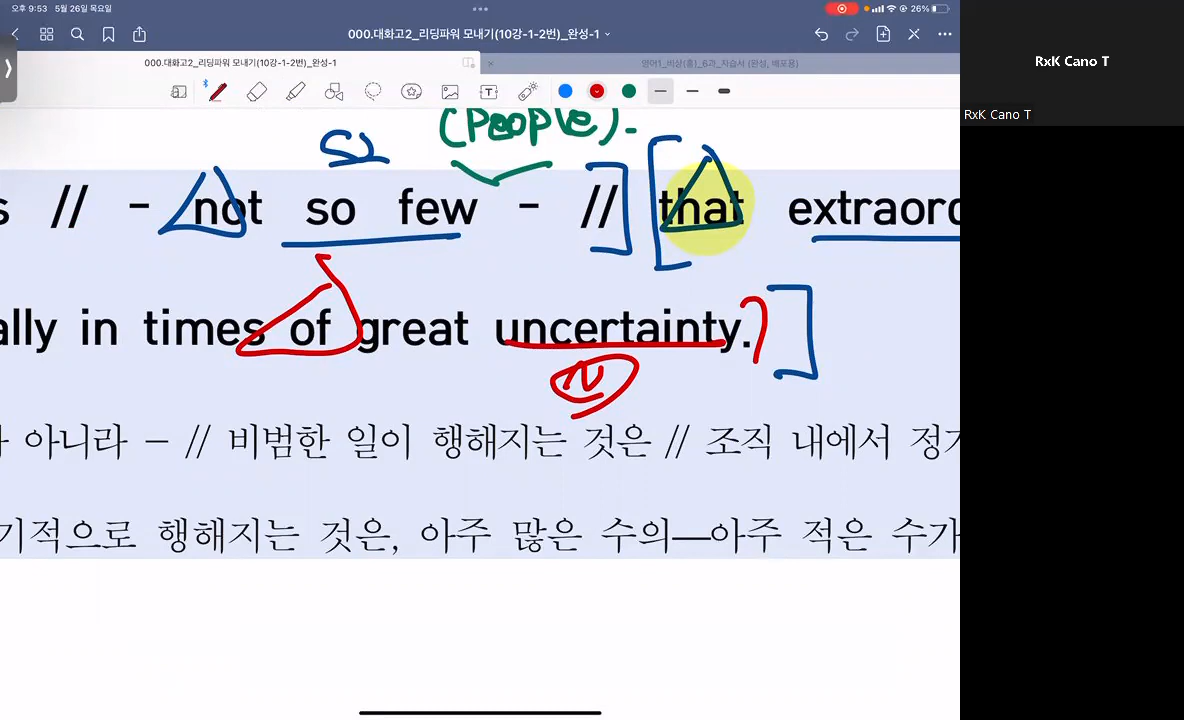 오후 9:53 5월 26일 목요일
26%
000.대화고2_리딩파워 모내기(10강-1-2번)_완성-1
000.대화고2_리딩파워 모내기(10강-1-2번)_완성-1
영어1_비상(홍)_6과_자습서 (완성, 배포용)
RxK Cano T
RxK Cano T
(People).
s // - not so few - // that extraord
ally in times of great uncertainty.
N
아니라 – // 비범한 일이 행해지는 것은 // 조직 내에서 정기
기적으로 행해지는 것은, 아주 많은 수의—아주 적은 수가